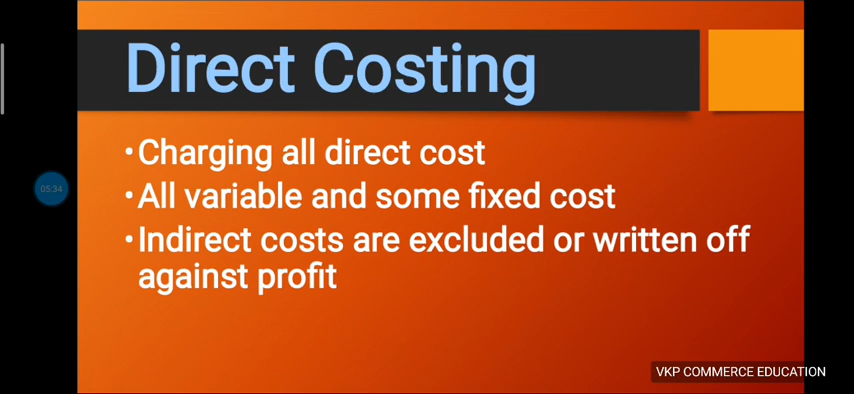 Direct Costing
•Charging all direct cost
•All variable and some fixed cost
05:34
•Indirect costs are excluded or written off
against profit
VKP COMMERCE EDUCATION